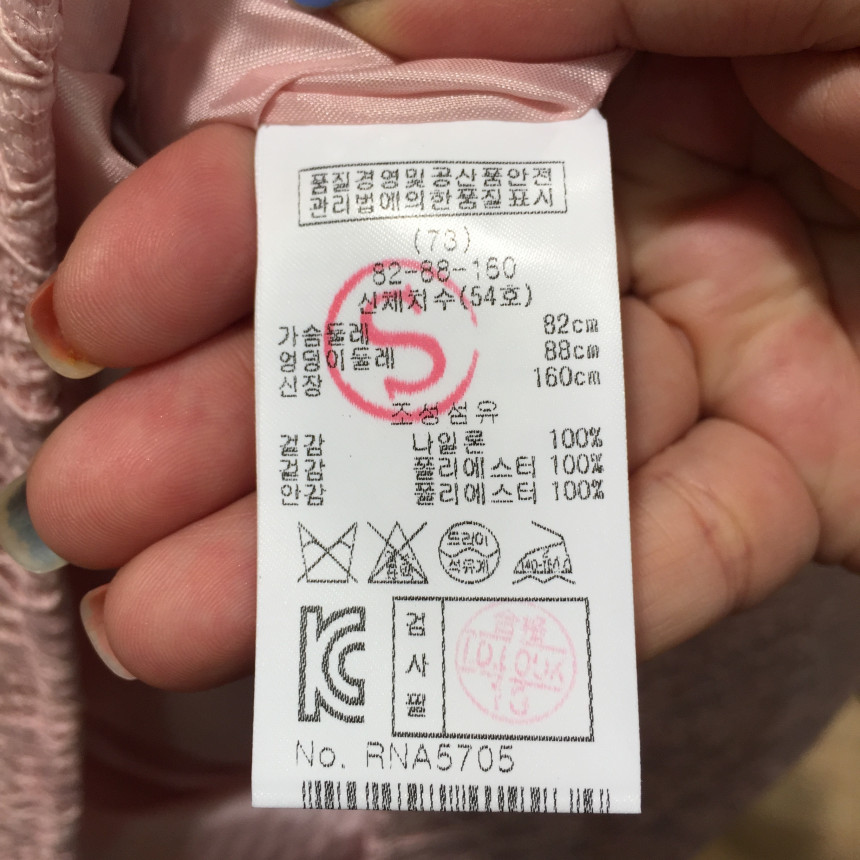 품질경영및공산품안전
관리법에의한품질표시
(73)
82-88-160
신체치수(54호)
S
가슴둘레 82cm
엉덩이둘레 88cm
신장 160cm
조성섬유
겉감 나일론 100%
겉감 폴리에스터 100%
안감 폴리에스터 100%
드라이
석유계
KC
검사필
合格
No. RNA5705